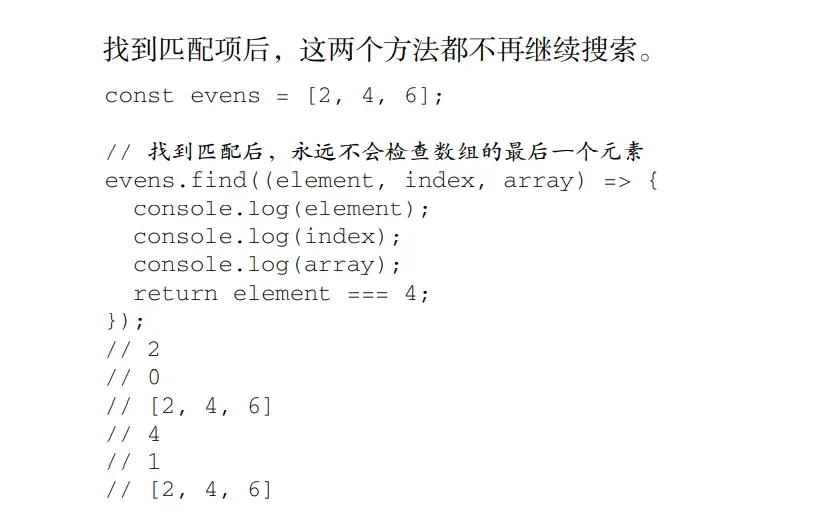 找到匹配项后，这两个方法都不再继续搜索。
const evens = [2, 4, 6];
// 找到匹配后，永远不会检查数组的最后一个元素
evens.find((element, index, array) => {
  console.log(element);
  console.log(index);
  console.log(array);
  return element === 4;
});
// 2
// 0
// [2, 4, 6]
// 4
// 1
// [2, 4, 6]